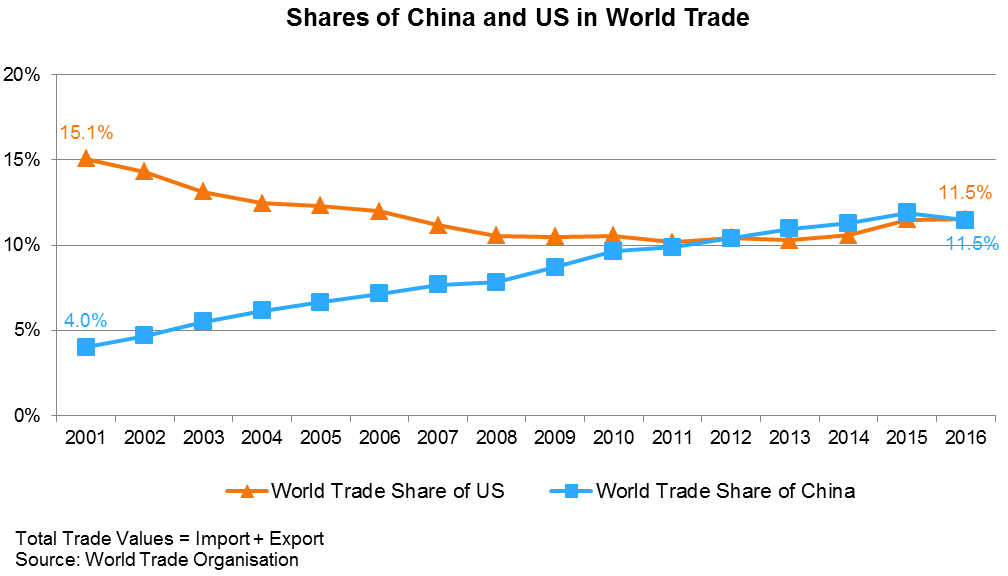 Shares of China and US in World Trade
20%
15.1%
15%
11.5%
10%
11.5%
5%
4.0%
0%
2001 2002 2003 2004 2005 2006 2007 2008 2009 2010 2011 2012 2013 2014 2015 2016
World Trade Share of US World Trade Share of China
Total Trade Values = Import + Export
Source: World Trade Organisation